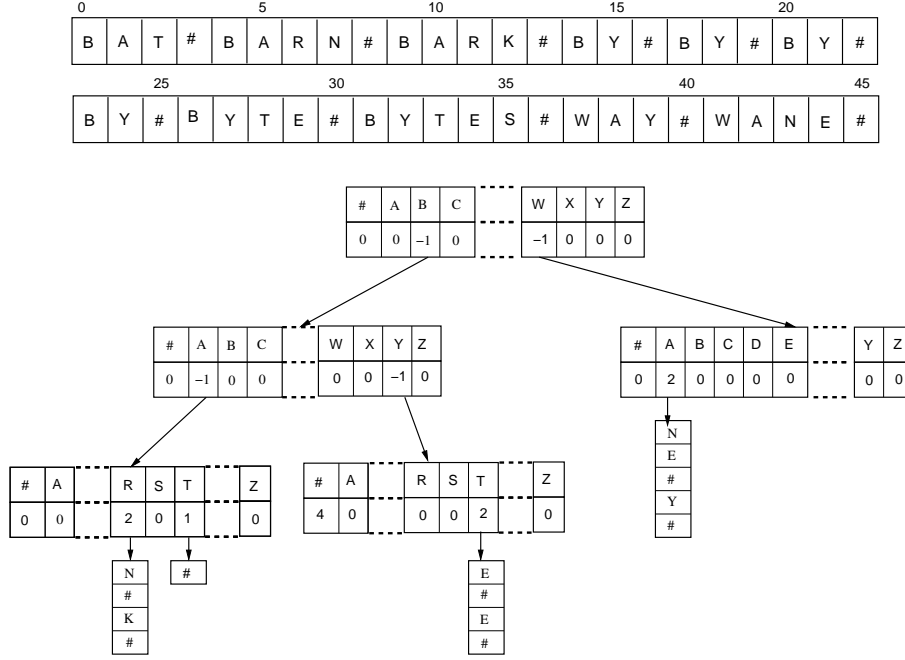 0 5 10 15 20
B A T # B A R N # B A R K # B Y # B Y # B Y #
25 30 35 40 45
B Y # B Y T E # B Y T E S # W A Y # W A N E #
# A B C W X Y Z
0 0 −1 0 −1 0 0 0
# A B C W X Y Z
0 −1 0 0 0 0 −1 0
# A B C D E Y Z
0 2 0 0 0 0 0 0
N
E
#
Y
#
# A R S T Z
0 0 2 0 1 0
# A R S T Z
4 0 0 0 2 0
N
#
K
#
#
E
#
E
#